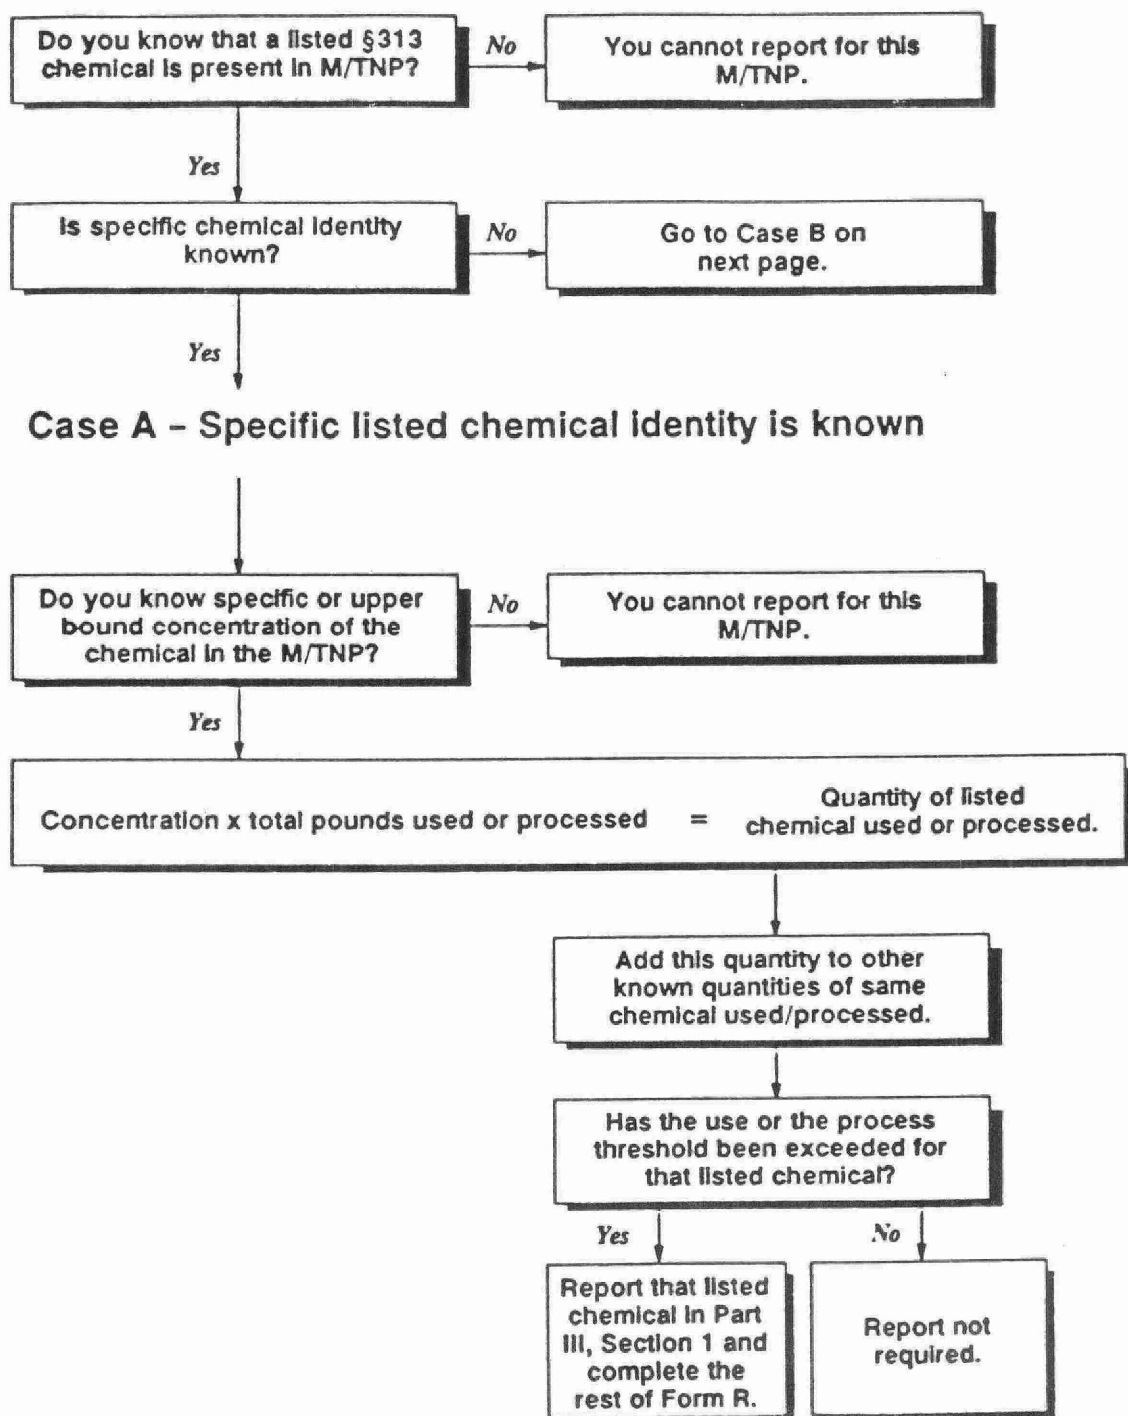 Do you know that a listed §313
chemical is present in M/TNP?
No
You cannot report for this
M/TNP.
Yes
Is specific chemical identity
known?
No
Go to Case B on
next page.
Yes
Case A – Specific listed chemical identity is known
Do you know specific or upper
bound concentration of the
chemical in the M/TNP?
No
You cannot report for this
M/TNP.
Yes
Concentration x total pounds used or processed =
Quantity of listed
chemical used or processed.
Add this quantity to other
known quantities of same
chemical used/processed.
Has the use or the process
threshold been exceeded for
that listed chemical?
Yes
No
Report that listed
chemical in Part
III, Section 1 and
complete the
rest of Form R.
Report not
required.